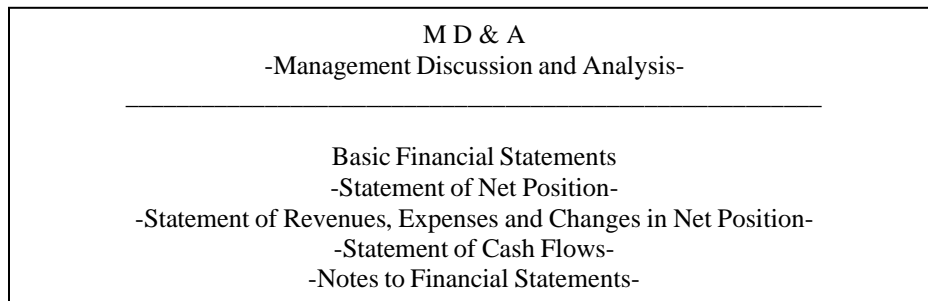 M D & A
-Management Discussion and Analysis-
Basic Financial Statements
-Statement of Net Position-
-Statement of Revenues, Expenses and Changes in Net Position-
-Statement of Cash Flows-
-Notes to Financial Statements-